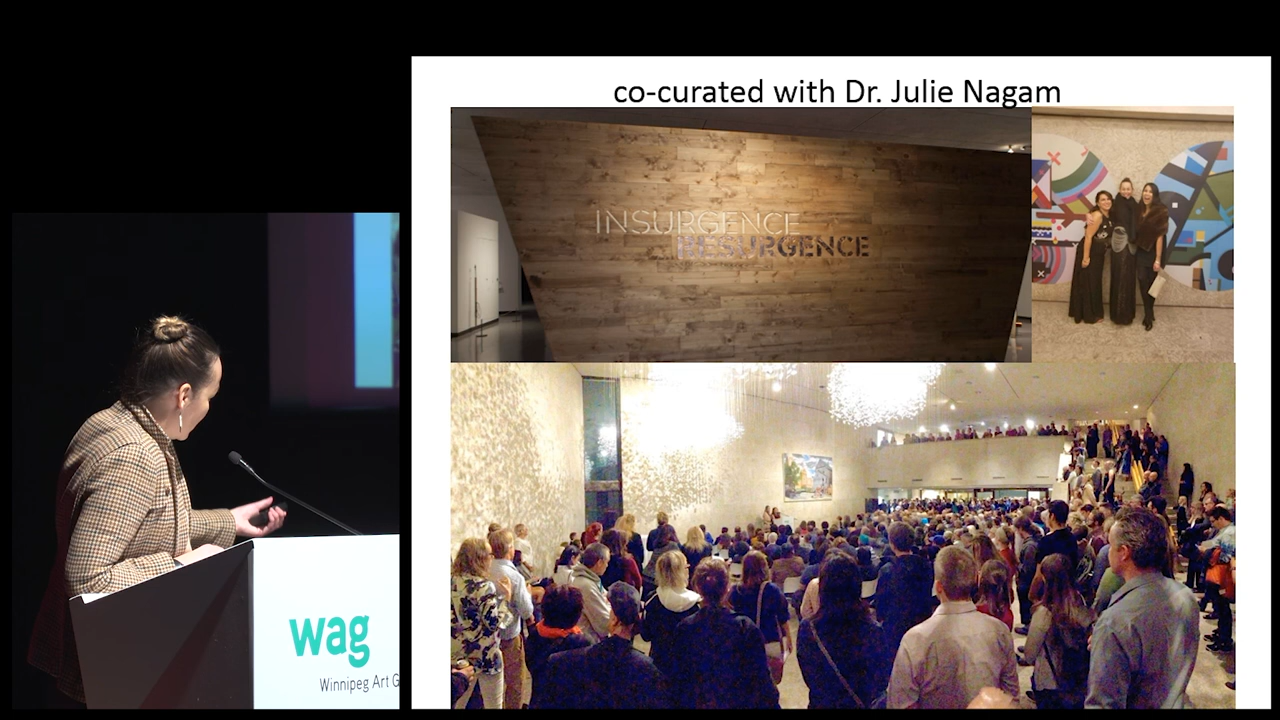 co-curated with Dr. Julie Nagam
INSURGENCE
RESURGENCE
wag
Winnipeg Art G